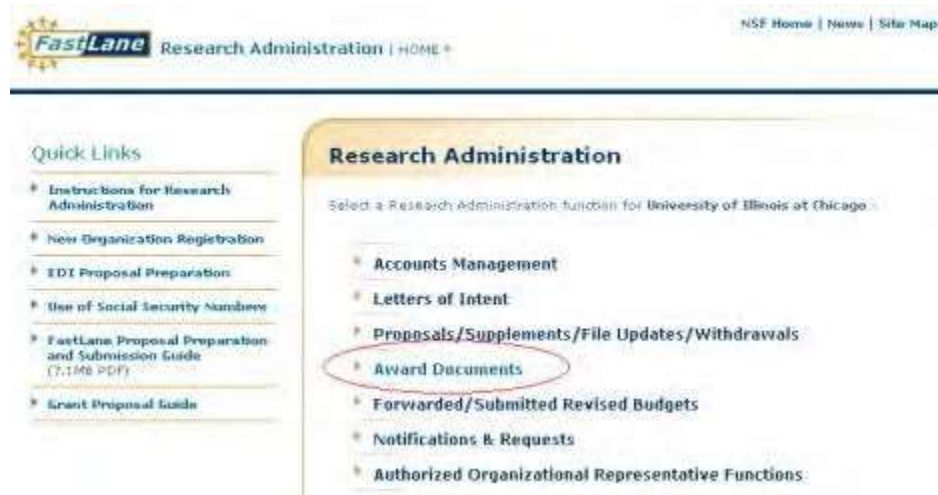 NSF Home | News | Site Map
FastLane Research Administration | HOME
Quick Links
Instructions for Research
Administration
New Organization Registration
EDI Proposal Preparation
Use of Social Security Numbers
FastLane Proposal Preparation
and Submission Guide
(7.1MB PDF)
Grant Proposal Guide
Research Administration
Select a Research Administration function for University of Illinois at Chicago
Accounts Management
Letters of Intent
Proposals/Supplements/File Updates/Withdrawals
Award Documents
Forwarded/Submitted Revised Budgets
Notifications & Requests
Authorized Organizational Representative Functions